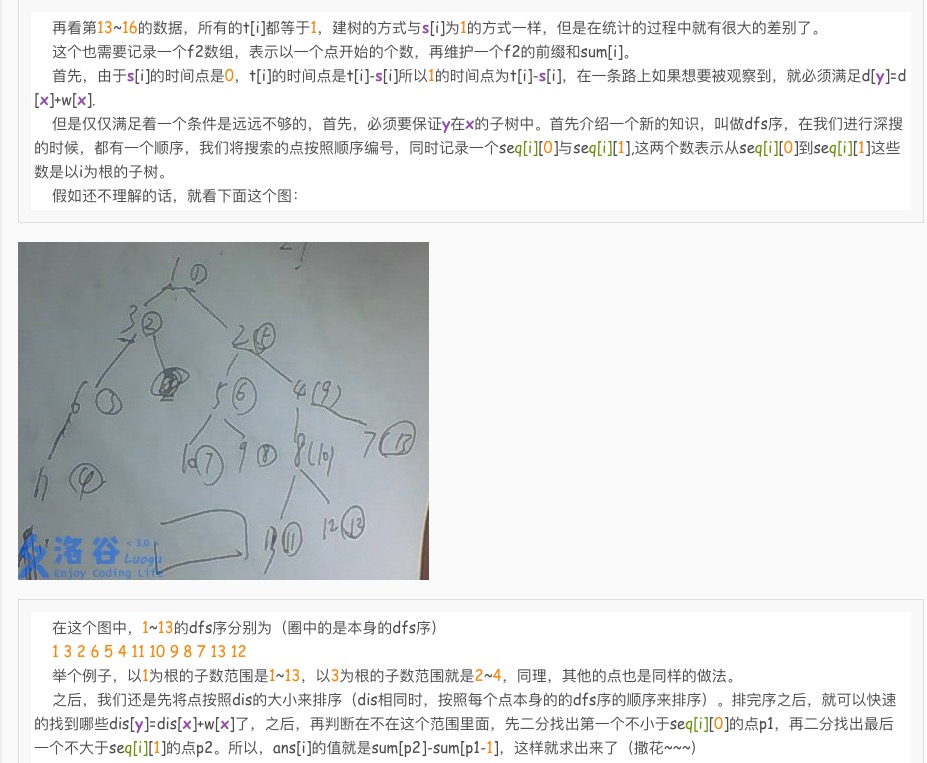 再看第13~16的数据，所有的t[i]都等于1，建树的方式与s[i]为1的方式一样，但是在统计的过程中就有很大的差别了。
这个也需要记录一个f2数组，表示以一个点开始的个数，再维护一个f2的前缀和sum[i]。
首先，由于s[i]的时间点是0，t[i]的时间点是t[i]-s[i]所以1的时间点为t[i]-s[i]，在一条路上如果想要被观察到，就必须满足d[y]=d
[x]+w[x].
但是仅仅满足着一个条件是远远不够的，首先，必须要保证y在x的子树中。首先介绍一个新的知识，叫做dfs序，在我们进行深搜
的时候，都有一个顺序，我们将搜索的点按照顺序编号，同时记录一个seq[i][0]与seq[i][1],这两个数表示从seq[i][0]到seq[i][1]这些
数是以i为根的子树。
假如还不理解的话，就看下面这个图：
1 ①
3 ② 2 ⑤
6 ③ 5 ⑥ 4 (9)
11 ④ 10 ⑦ 9 ⑧ 8 (10) 7 ⑬
13 ⑪ 12 ⑫
洛谷 < 3.0 >
Luogu
Enjoy Coding Life
在这个图中，1~13的dfs序分别为（圈中的是本身的dfs序）
1 3 2 6 5 4 11 10 9 8 7 13 12
举个例子，以1为根的子数范围是1~13，以3为根的子数范围就是2~4，同理，其他的点也是同样的做法。
之后，我们还是先将点按照dis的大小来排序（dis相同时，按照每个点本身的的dfs序的顺序来排序）。排完序之后，就可以快速
的找到哪些dis[y]=dis[x]+w[x]了，之后，再判断在不在这个范围里面，先二分找出第一个不小于seq[i][0]的点p1，再二分找出最后
一个不大于seq[i][1]的点p2。所以，ans[i]的值就是sum[p2]-sum[p1-1]，这样就求出来了（撒花~~~）